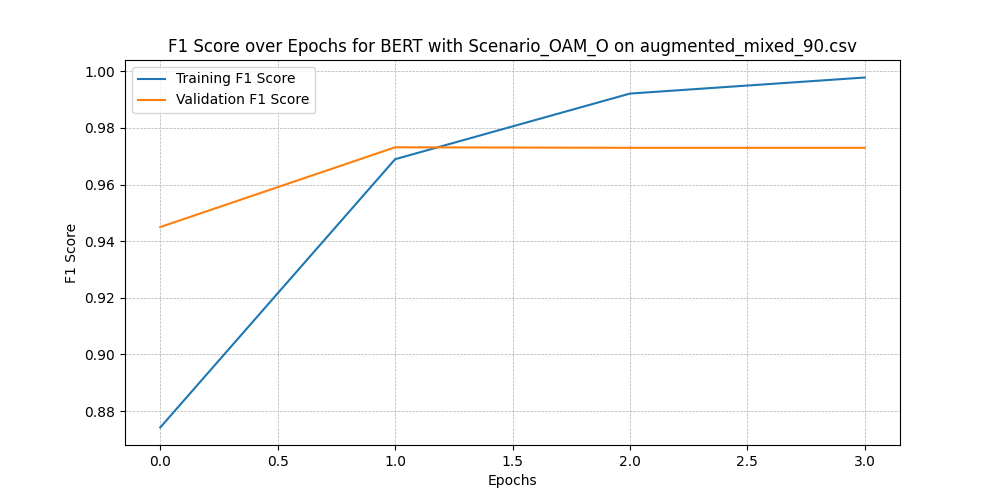 F1 Score over Epochs for BERT with Scenario_OAM_O on augmented_mixed_90.csv
Training F1 Score
Validation F1 Score
F1 Score
1.00
0.98
0.96
0.94
0.92
0.90
0.88
0.0 0.5 1.0 1.5 2.0 2.5 3.0
Epochs